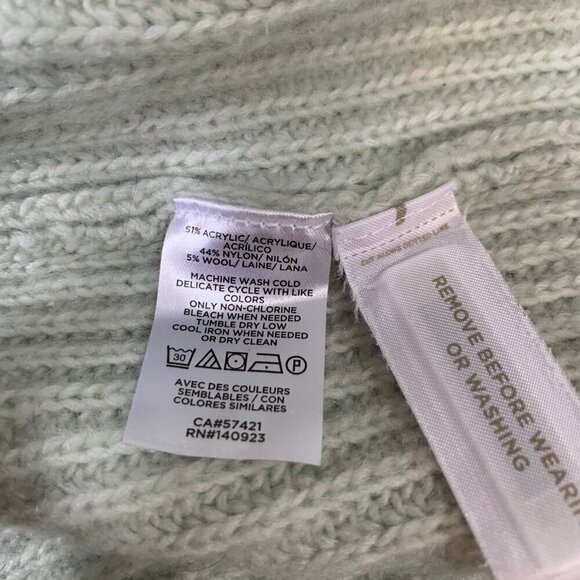 51% ACRYLIC/ ACRYLIQUE/
ACRÍLICO
44% NYLON/ NILÓN
5% WOOL/ LAINE/ LANA
MACHINE WASH COLD
DELICATE CYCLE WITH LIKE
COLORS
ONLY NON-CHLORINE
BLEACH WHEN NEEDED
TUMBLE DRY LOW
COOL IRON WHEN NEEDED
OR DRY CLEAN
30 P
AVEC DES COULEURS
SEMBLABLES / CON
COLORES SIMILARES
CA#57421
RN#140923
REMOVE BEFORE WEARIN
OR WASHING